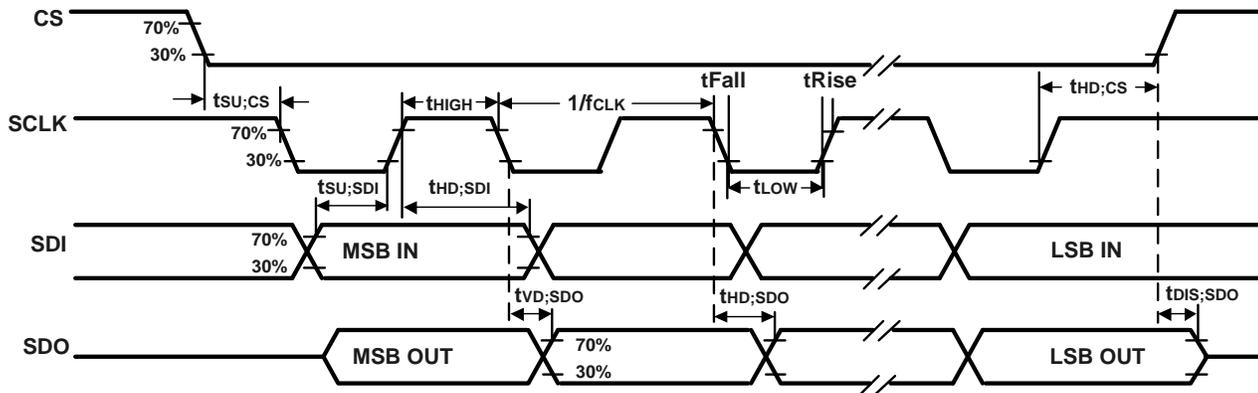 CS
70%
30%
tFall
tRise
tSU;CS
tHIGH
1/fCLK
tHD;CS
SCLK
70%
30%
tLOW
tSU;SDI
tHD;SDI
SDI
70%
30%
MSB IN
LSB IN
tVD;SDO
tHD;SDO
tDIS;SDO
SDO
MSB OUT
70%
30%
LSB OUT